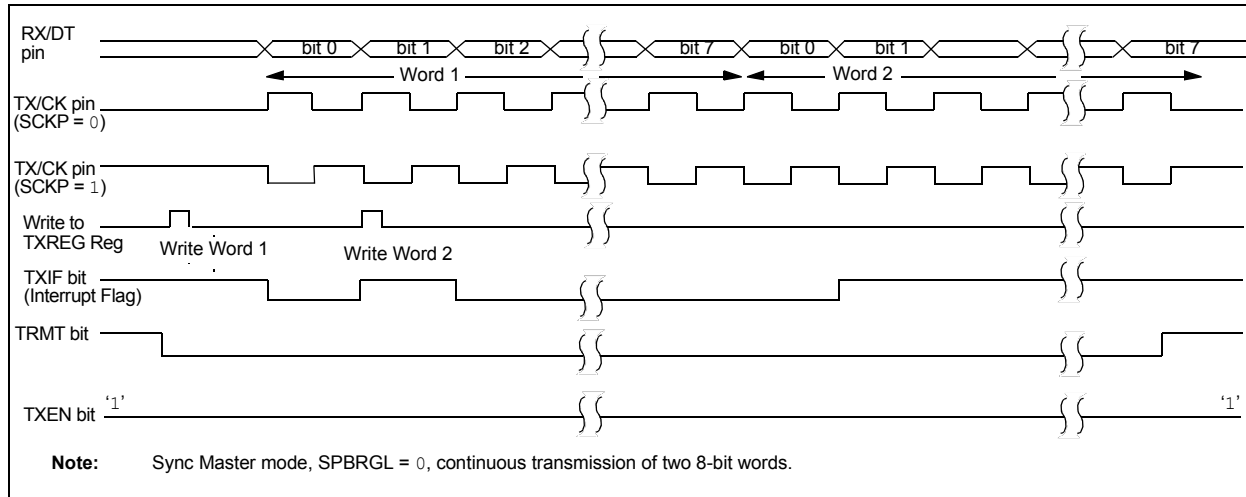 RX/DT
pin
bit 0 bit 1 bit 2 bit 7 bit 0 bit 1 bit 7
Word 1 Word 2
TX/CK pin
(SCKP = 0)
TX/CK pin
(SCKP = 1)
Write to
TXREG Reg
Write Word 1 Write Word 2
TXIF bit
(Interrupt Flag)
TRMT bit
TXEN bit
‘1’ ‘1’
Note: Sync Master mode, SPBRGL = 0, continuous transmission of two 8-bit words.